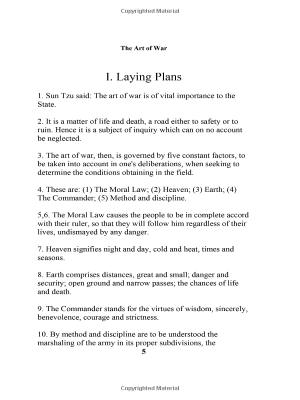 Copyrighted Material
The Art of War
I. Laying Plans
1. Sun Tzu said: The art of war is of vital importance to the
State.
2. It is a matter of life and death, a road either to safety or to
ruin. Hence it is a subject of inquiry which can on no account
be neglected.
3. The art of war, then, is governed by five constant factors, to
be taken into account in one's deliberations, when seeking to
determine the conditions obtaining in the field.
4. These are: (1) The Moral Law; (2) Heaven; (3) Earth; (4)
The Commander; (5) Method and discipline.
5,6. The Moral Law causes the people to be in complete accord
with their ruler, so that they will follow him regardless of their
lives, undismayed by any danger.
7. Heaven signifies night and day, cold and heat, times and
seasons.
8. Earth comprises distances, great and small; danger and
security; open ground and narrow passes; the chances of life
and death.
9. The Commander stands for the virtues of wisdom, sincerely,
benevolence, courage and strictness.
10. By method and discipline are to be understood the
marshaling of the army in its proper subdivisions, the
5
Copyrighted Material